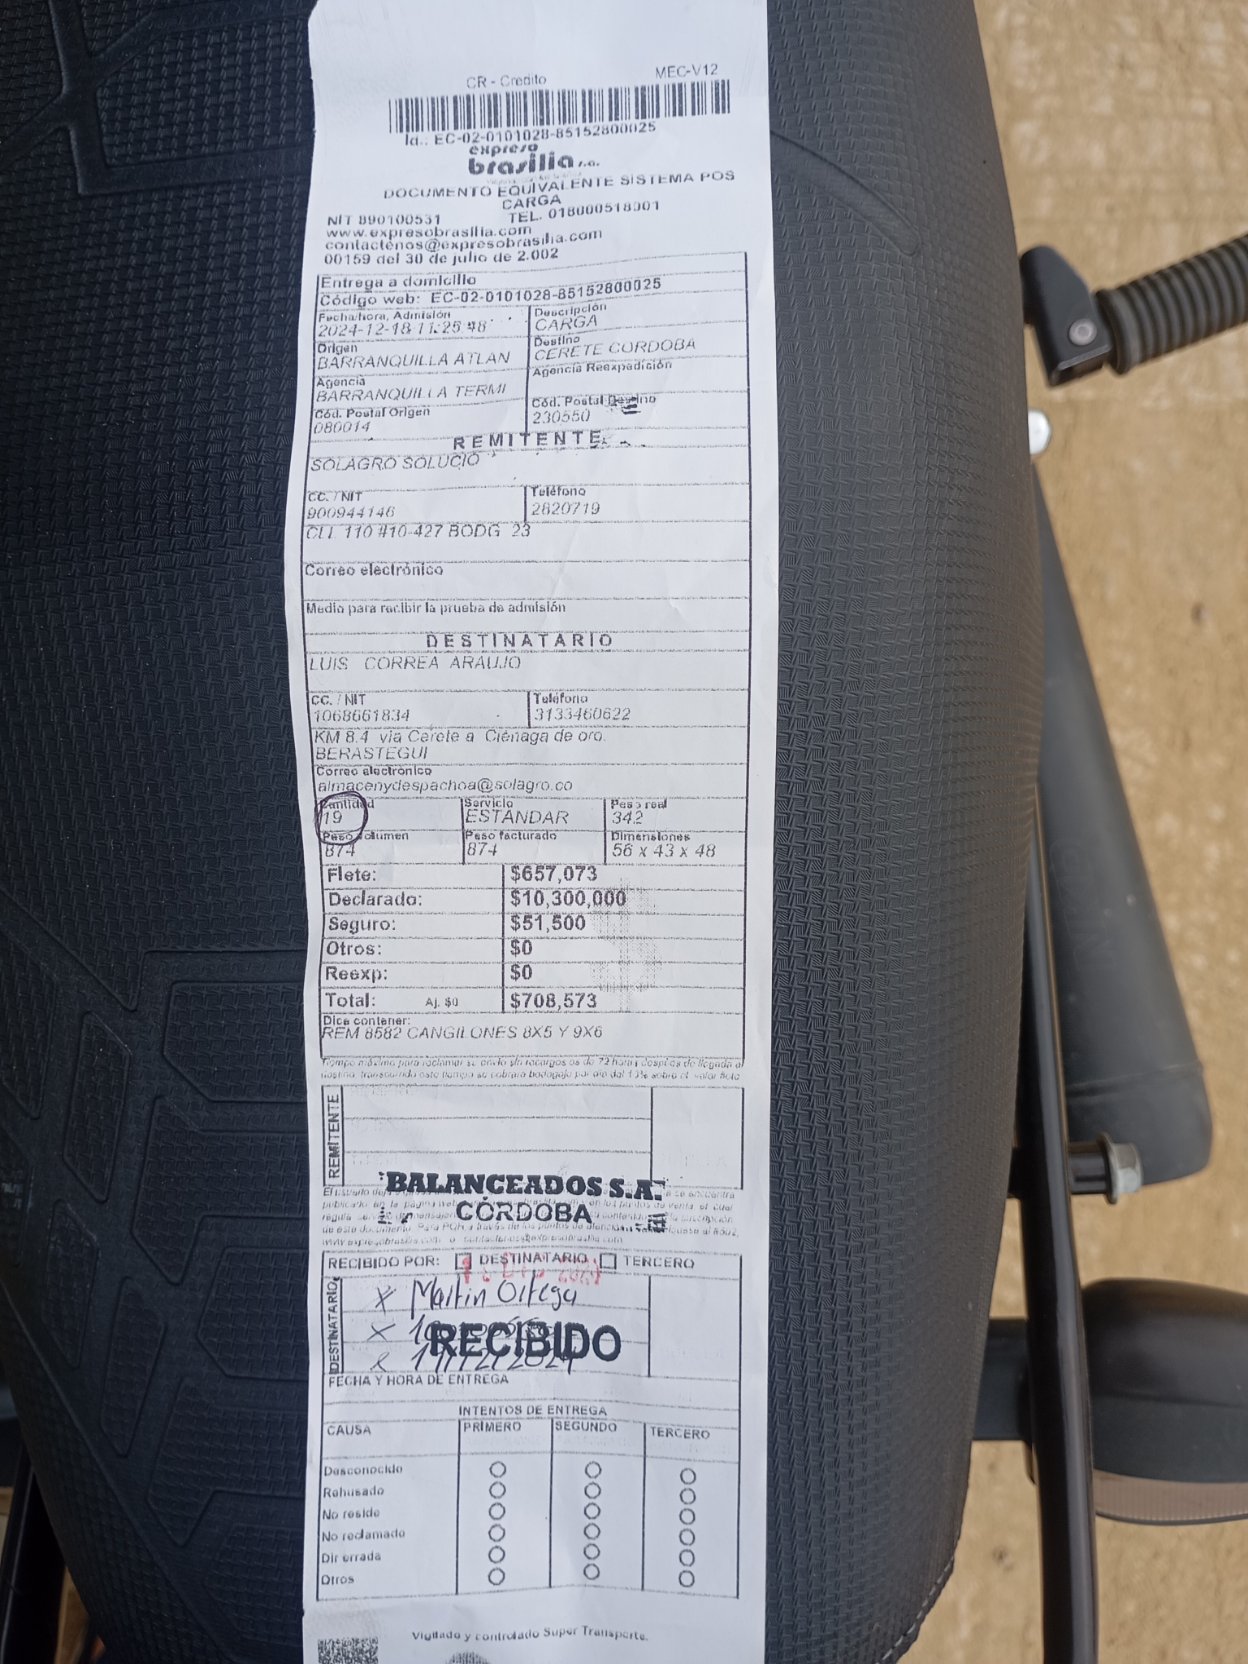 CR - Credito MEC-V12
Id.: EC-02-0101028-85152800025
expreso
brasilia s.a.
DOCUMENTO EQUIVALENTE SISTEMA POS
CARGA
NIT 890100531 TEL. 018000518001
www.expresobrasilia.com
contactenos@expresobrasilia.com
00159 del 30 de julio de 2.002
Entrega a domicilio
Código web: EC-02-0101028-85152800025
Fecha/hora, Admisión Descripción
2024-12-18 11:25:48 CARGA
Origen Destino
BARRANQUILLA ATLAN CERETE CORDOBA
Agencia Agencia Reexpedición
BARRANQUILLA TERMI
Cód. Postal Origen Cód. Postal Destino
080014 230550
REMITENTE
SOLAGRO SOLUCIO
CC. / NIT Teléfono
900944146 2820719
CLL 110 #10-427 BODG 23
Correo electrónico
Medio para recibir la prueba de admisión
DESTINATARIO
LUIS CORREA ARAUJO
CC. / NIT Teléfono
1068661834 3133460622
KM 8.4 via Cerete a Ciénaga de oro.
BERASTEGUI
Correo electrónico
almacenydespachoa@solagro.co
Cantidad Servicio Peso real
19 ESTANDAR 342
Peso volumen Peso facturado Dimensiones
874 874 56 x 43 x 48
Flete: $657,073
Declarado: $10,300,000
Seguro: $51,500
Otros: $0
Reexp: $0
Total: Aj. $0 $708,573
Dice contener:
REM 8582 CANGILONES 8X5 Y 9X6
REMITENTE
BALANCEADOS S.A.
CÓRDOBA
RECIBIDO POR: DESTINATARIO TERCERO
DESTINATARIO
x Martin Ortega
x
RECIBIDO
FECHA Y HORA DE ENTREGA
INTENTOS DE ENTREGA
CAUSA PRIMERO SEGUNDO TERCERO
Desconocido
Rehusado
No reside
No reclamado
Dir errada
Otros
Vigilado y controlado Super Transporte.